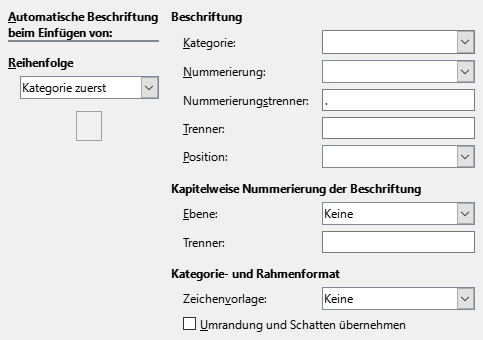 Automatische Beschriftung
beim Einfügen von:
Reihenfolge
Kategorie zuerst
Beschriftung
Kategorie:
Nummerierung:
Nummerierungstrenner: .
Trenner:
Position:
Kapitelweise Nummerierung der Beschriftung
Ebene: Keine
Trenner:
Kategorie- und Rahmenformat
Zeichenvorlage: Keine
Umrandung und Schatten übernehmen